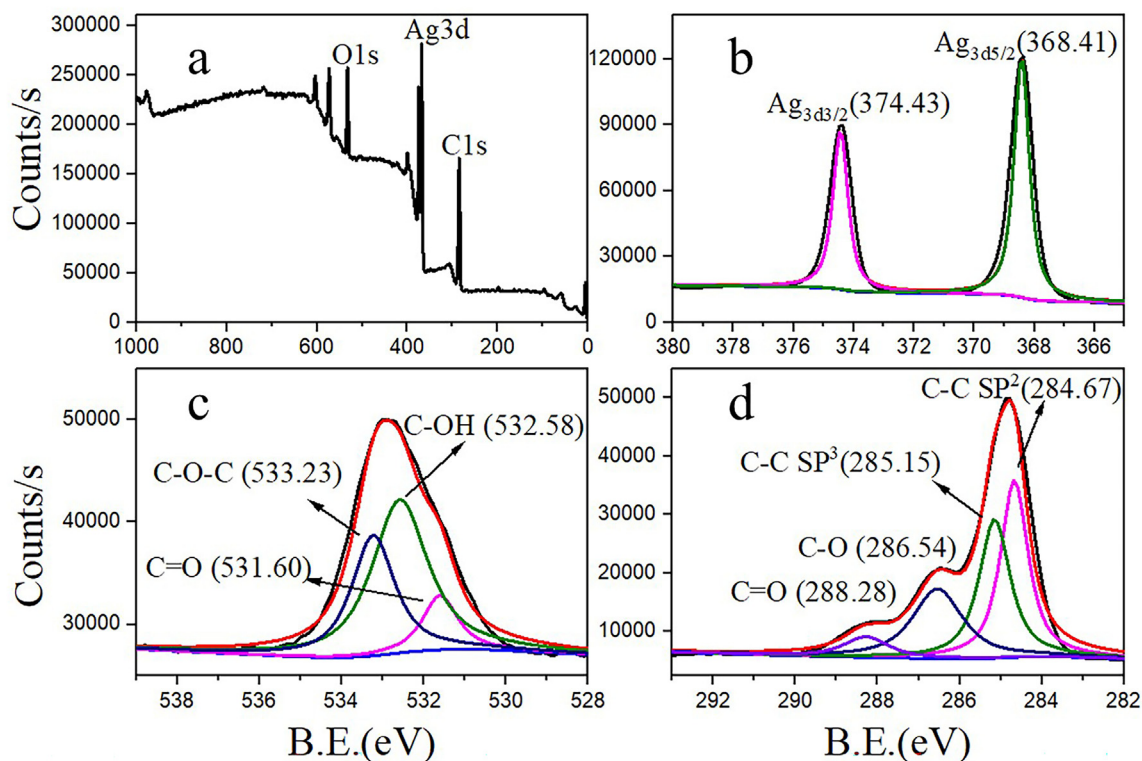 a
Counts/s
300000
250000
200000
150000
100000
50000
0
O1s
Ag3d
C1s
1000
800
600
400
200
0
b
120000
90000
60000
30000
0
Ag3d3/2(374.43)
Ag3d5/2(368.41)
380
378
376
374
372
370
368
366
c
Counts/s
50000
40000
30000
C-OH (532.58)
C-O-C (533.23)
C=O (531.60)
538
536
534
532
530
528
B.E.(eV)
d
50000
40000
30000
20000
10000
C-C SP² (284.67)
C-C SP³(285.15)
C-O (286.54)
C=O (288.28)
292
290
288
286
284
282
B.E.(eV)